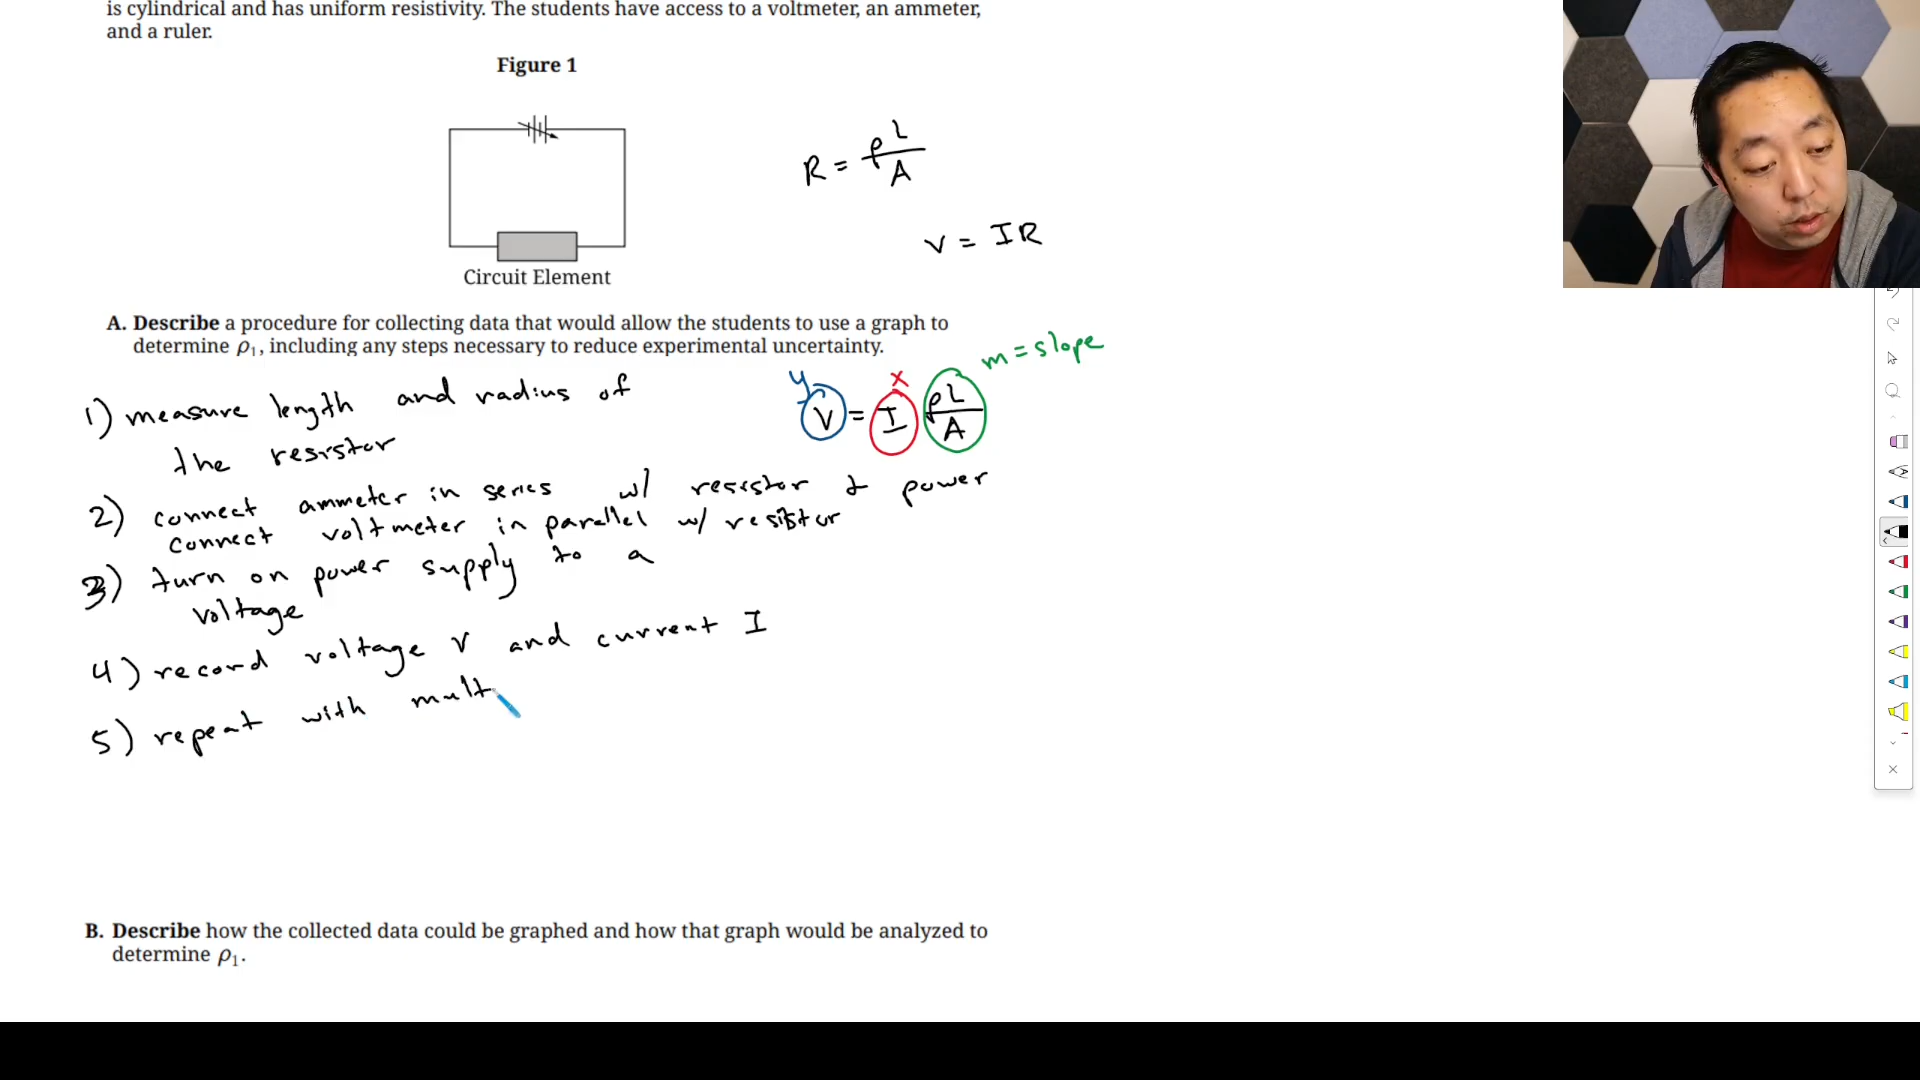 is cylindrical and has uniform resistivity. The students have access to a voltmeter, an ammeter,
and a ruler.
Figure 1
Circuit Element
R = ρL/A
V = IR
A. Describe a procedure for collecting data that would allow the students to use a graph to
determine ρ₁, including any steps necessary to reduce experimental uncertainty.
m = slope
y x
V = I ρL/A
1) measure length and radius of
the resistor
2) connect ammeter in series w/ resistor & power
connect voltmeter in parallel w/ resistor
3) turn on power supply to a
voltage
4) record voltage V and current I
5) repeat with mult
B. Describe how the collected data could be graphed and how that graph would be analyzed to
determine ρ₁.